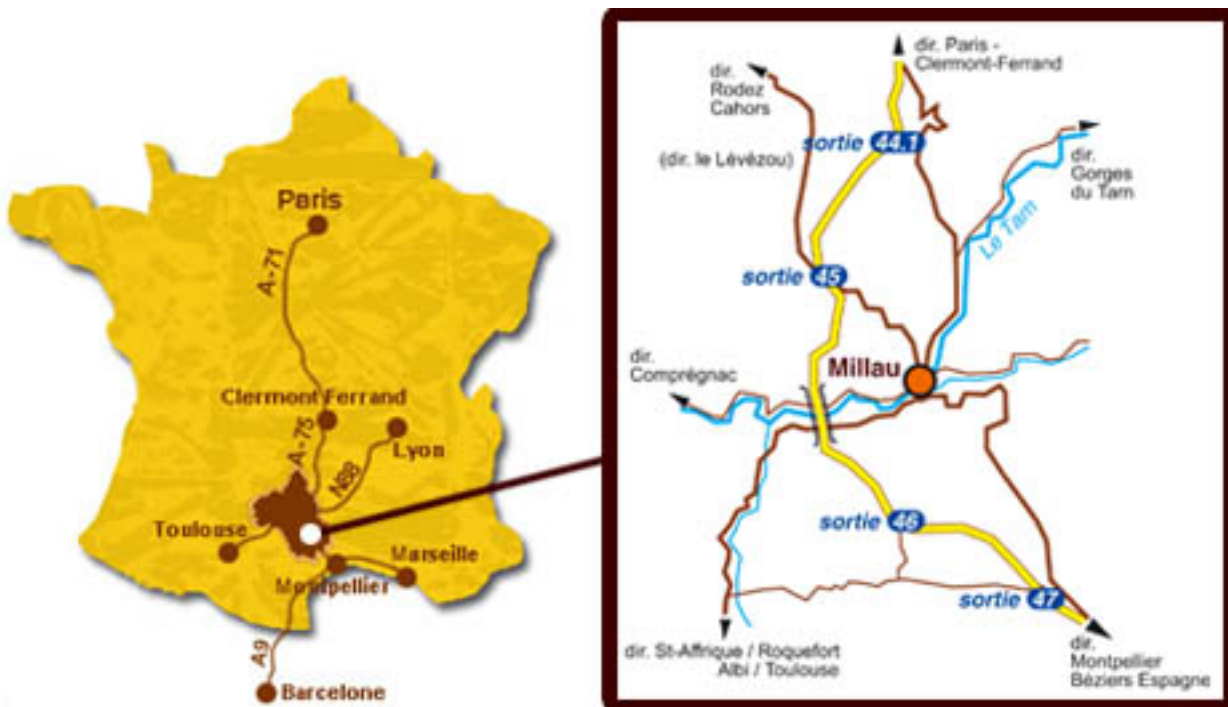 Paris
A-71
Clermont Ferrand
A-75
Lyon
N88
Toulouse
Marseille
Montpellier
A9
Barcelone
dir. Paris -
Clermont-Ferrand
dir.
Rodez
Cahors
sortie 44.1
(dir. le Lévézou)
dir.
Gorges
du Tarn
Le Tarn
sortie 45
Millau
dir.
Comprégnac
sortie 46
sortie 47
dir. St-Affrique / Roquefort
Albi / Toulouse
dir.
Montpellier
Béziers Espagne